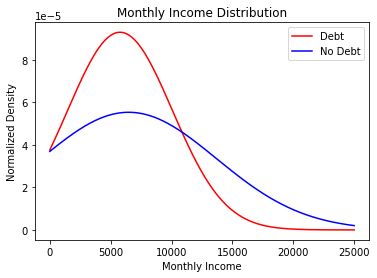 Monthly Income Distribution
1e−5
Debt
No Debt
8
6
4
2
0
Normalized Density
0 5000 10000 15000 20000 25000
Monthly Income